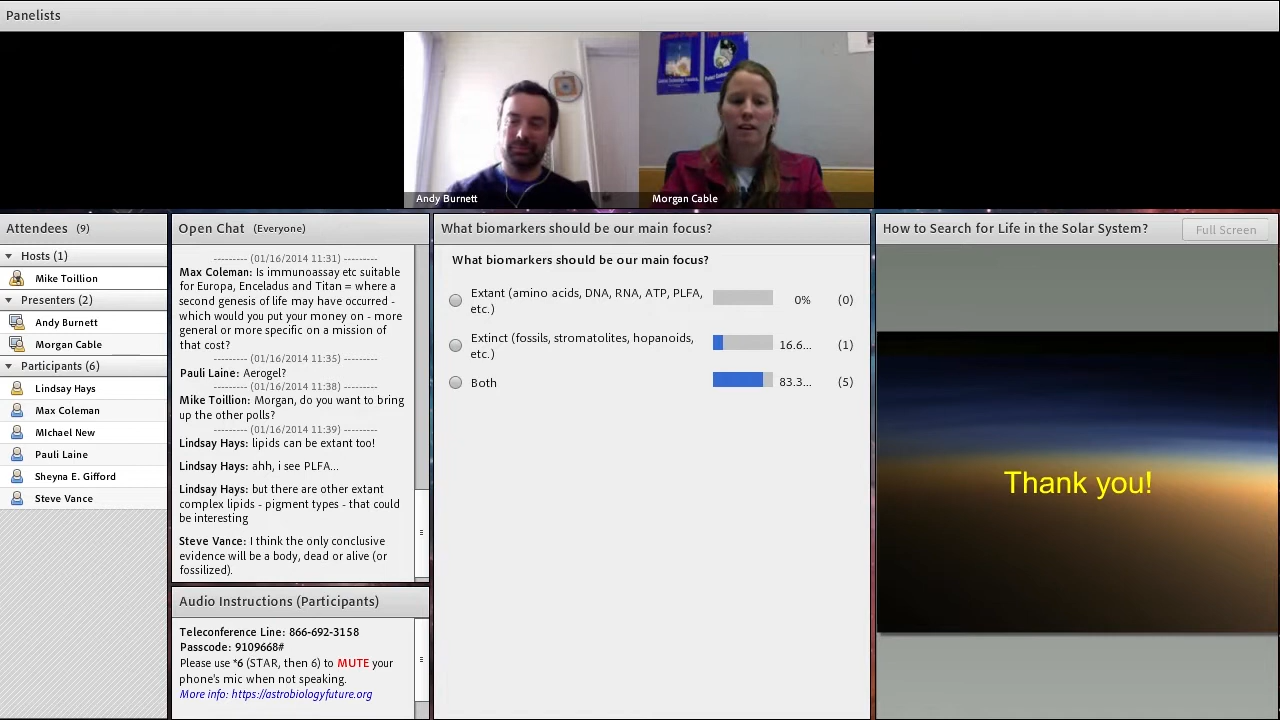 Panelists
Andy Burnett
Morgan Cable
Attendees (9)
Hosts (1)
Mike Toillion
Presenters (2)
Andy Burnett
Morgan Cable
Participants (6)
Lindsay Hays
Max Coleman
MIchael New
Pauli Laine
Sheyna E. Gifford
Steve Vance
Open Chat (Everyone)
--------- (01/16/2014 11:31) ---------
Max Coleman: Is immunoassay etc suitable
for Europa, Enceladus and Titan = where a
second genesis of life may have occurred -
which would you put your money on - more
general or more specific on a mission of
that cost?
--------- (01/16/2014 11:35) ---------
Pauli Laine: Aerogel?
--------- (01/16/2014 11:38) ---------
Mike Toillion: Morgan, do you want to bring
up the other polls?
--------- (01/16/2014 11:39) ---------
Lindsay Hays: lipids can be extant too!
Lindsay Hays: ahh, i see PLFA...
Lindsay Hays: but there are other extant
complex lipids - pigment types - that could
be interesting
Steve Vance: I think the only conclusive
evidence will be a body, dead or alive (or
fossilized).
Audio Instructions (Participants)
Teleconference Line: 866-692-3158
Passcode: 9109668#
Please use *6 (STAR, then 6) to MUTE your
phone's mic when not speaking.
More info: https://astrobiologyfuture.org
What biomarkers should be our main focus?
What biomarkers should be our main focus?
Extant (amino acids, DNA, RNA, ATP, PLFA,
etc.) 0% (0)
Extinct (fossils, stromatolites, hopanoids,
etc.) 16.6... (1)
Both 83.3... (5)
How to Search for Life in the Solar System?
Full Screen
Thank you!